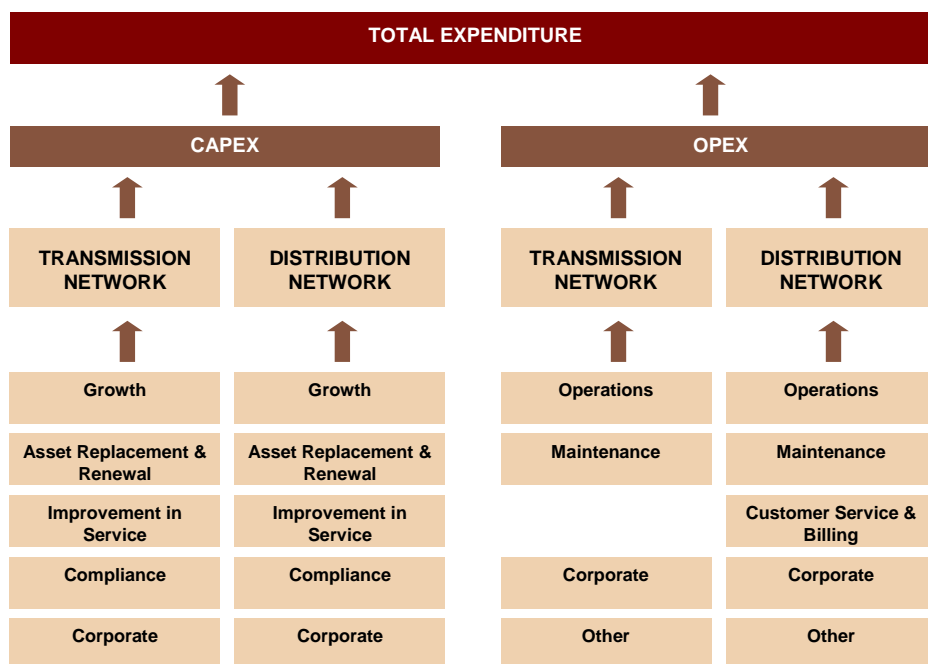 TOTAL EXPENDITURE
CAPEX
OPEX
TRANSMISSION
NETWORK
DISTRIBUTION
NETWORK
TRANSMISSION
NETWORK
DISTRIBUTION
NETWORK
Growth
Growth
Operations
Operations
Asset Replacement &
Renewal
Asset Replacement &
Renewal
Maintenance
Maintenance
Improvement in
Service
Improvement in
Service
Customer Service &
Billing
Compliance
Compliance
Corporate
Corporate
Corporate
Corporate
Other
Other